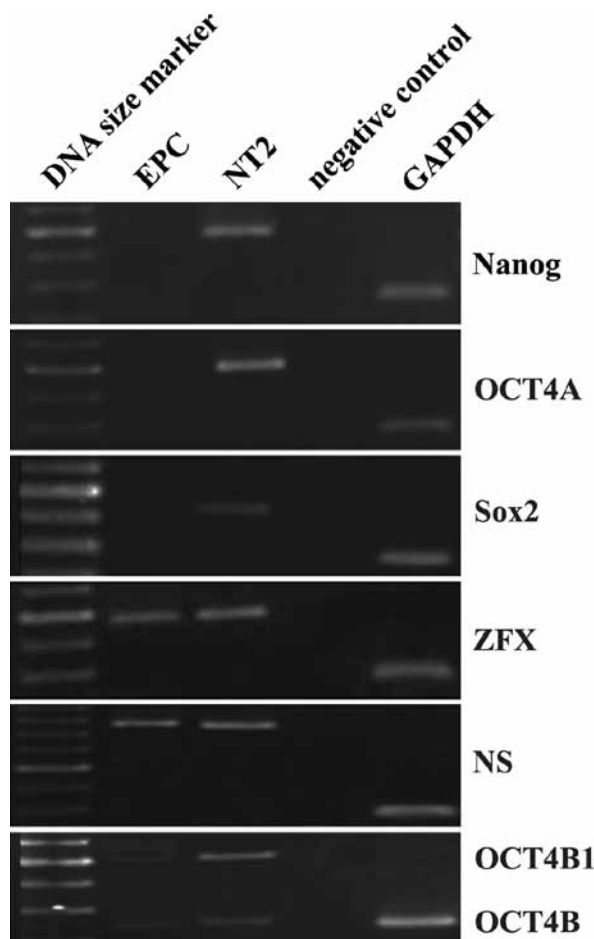 DNA size marker
EPC
NT2
negative control
GAPDH
Nanog
OCT4A
Sox2
ZFX
NS
OCT4B1
OCT4B